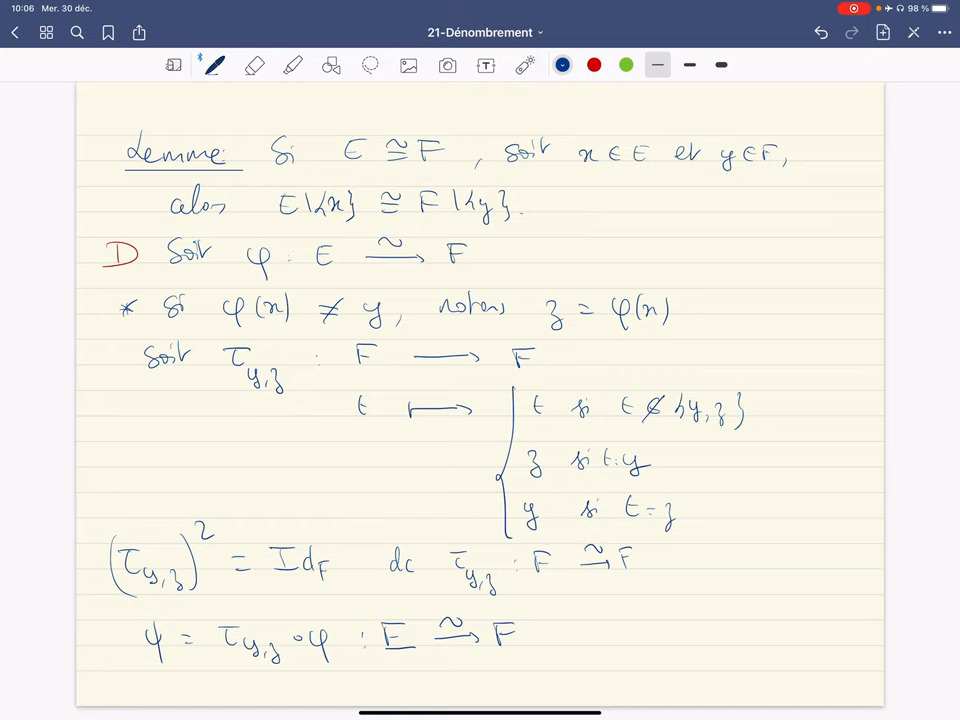 10:06 Mer. 30 déc. 98 %
21-Dénombrement
Lemme: Si E ≅ F, soit x ∈ E et y ∈ F,
alos E\{x} ≅ F\{y}.
D Soit φ : E ⥲ F
* Si φ(x) ≠ y, notons z = φ(x)
Soit τ_{y,z} : F ⟶ F
t ⟼ { t si t ∉ {y,z}
z si t=y
y si t=z
(τ_{y,z})² = Id_F dc τ_{y,z} : F ⥲ F
ψ = τ_{y,z} ∘ φ : E ⥲ F